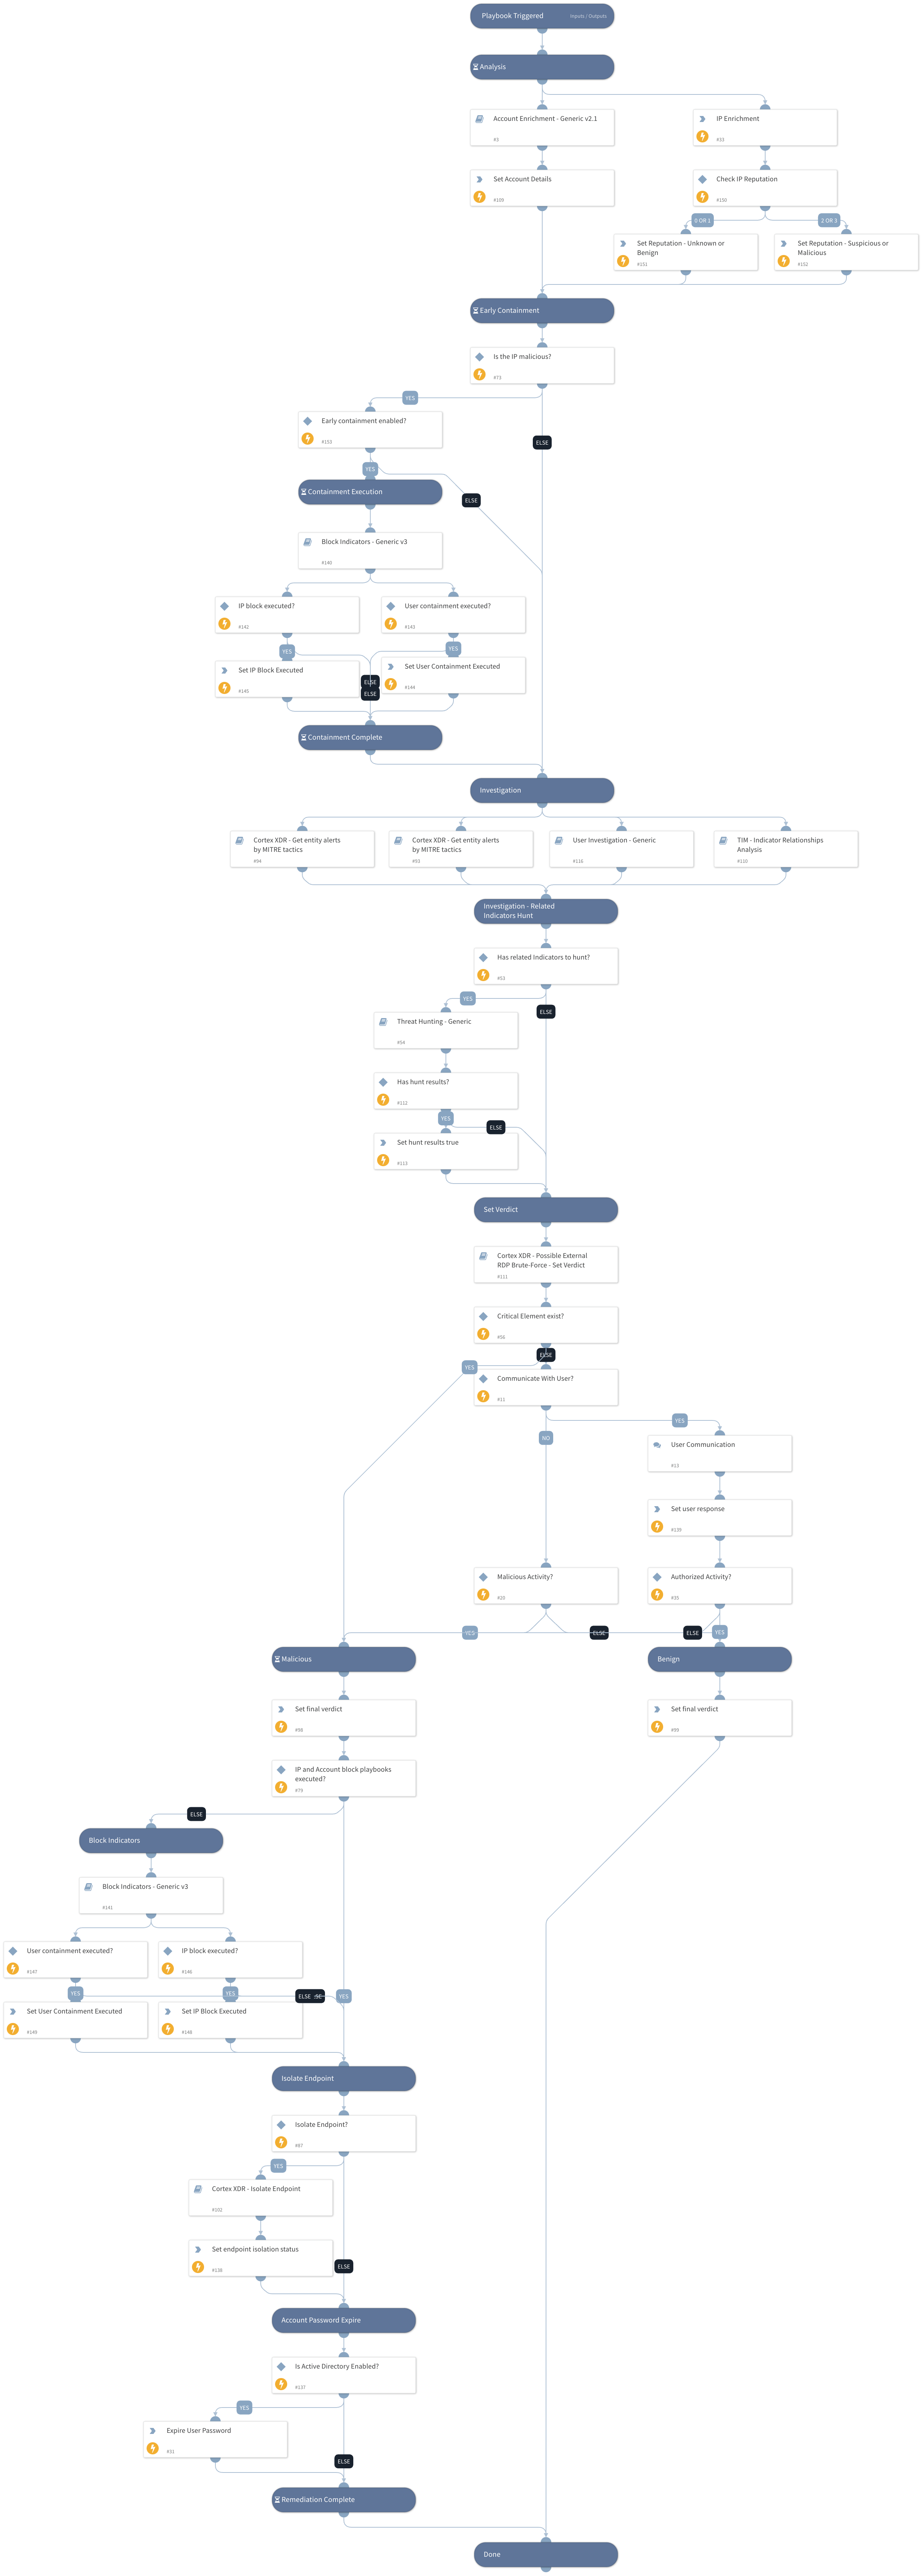 Playbook Triggered
Inputs / Outputs
Analysis
Account Enrichment - Generic v2.1
#3
IP Enrichment
#33
Set Account Details
#109
Check IP Reputation
#150
0 OR 1
2 OR 3
Set Reputation - Unknown or
Benign
#151
Set Reputation - Suspicious or
Malicious
#152
Early Containment
Is the IP malicious?
#73
YES
ELSE
Early containment enabled?
#153
YES
ELSE
Containment Execution
Block Indicators - Generic v3
#140
IP block executed?
#142
User containment executed?
#143
YES
YES
Set IP Block Executed
#145
Set User Containment Executed
#144
ELSE
ELSE
Containment Complete
Investigation
Cortex XDR - Get entity alerts
by MITRE tactics
#94
Cortex XDR - Get entity alerts
by MITRE tactics
#93
User Investigation - Generic
#116
TIM - Indicator Relationships
Analysis
#110
Investigation - Related
Indicators Hunt
Has related Indicators to hunt?
#53
YES
ELSE
Threat Hunting - Generic
#54
Has hunt results?
#112
YES
ELSE
Set hunt results true
#113
Set Verdict
Cortex XDR - Possible External
RDP Brute-Force - Set Verdict
#111
Critical Element exist?
#56
ELSE
YES
Communicate With User?
#11
YES
NO
User Communication
#13
Set user response
#139
Malicious Activity?
#20
Authorized Activity?
#35
YES
ELSE
ELSE
YES
Malicious
Benign
Set final verdict
#98
Set final verdict
#99
IP and Account block playbooks
executed?
#79
ELSE
Block Indicators
Block Indicators - Generic v3
#141
User containment executed?
#147
IP block executed?
#146
YES
YES
ELSE
YES
Set User Containment Executed
#149
Set IP Block Executed
#148
Isolate Endpoint
Isolate Endpoint?
#87
YES
Cortex XDR - Isolate Endpoint
#102
Set endpoint isolation status
#138
ELSE
Account Password Expire
Is Active Directory Enabled?
#137
YES
Expire User Password
#31
ELSE
Remediation Complete
Done